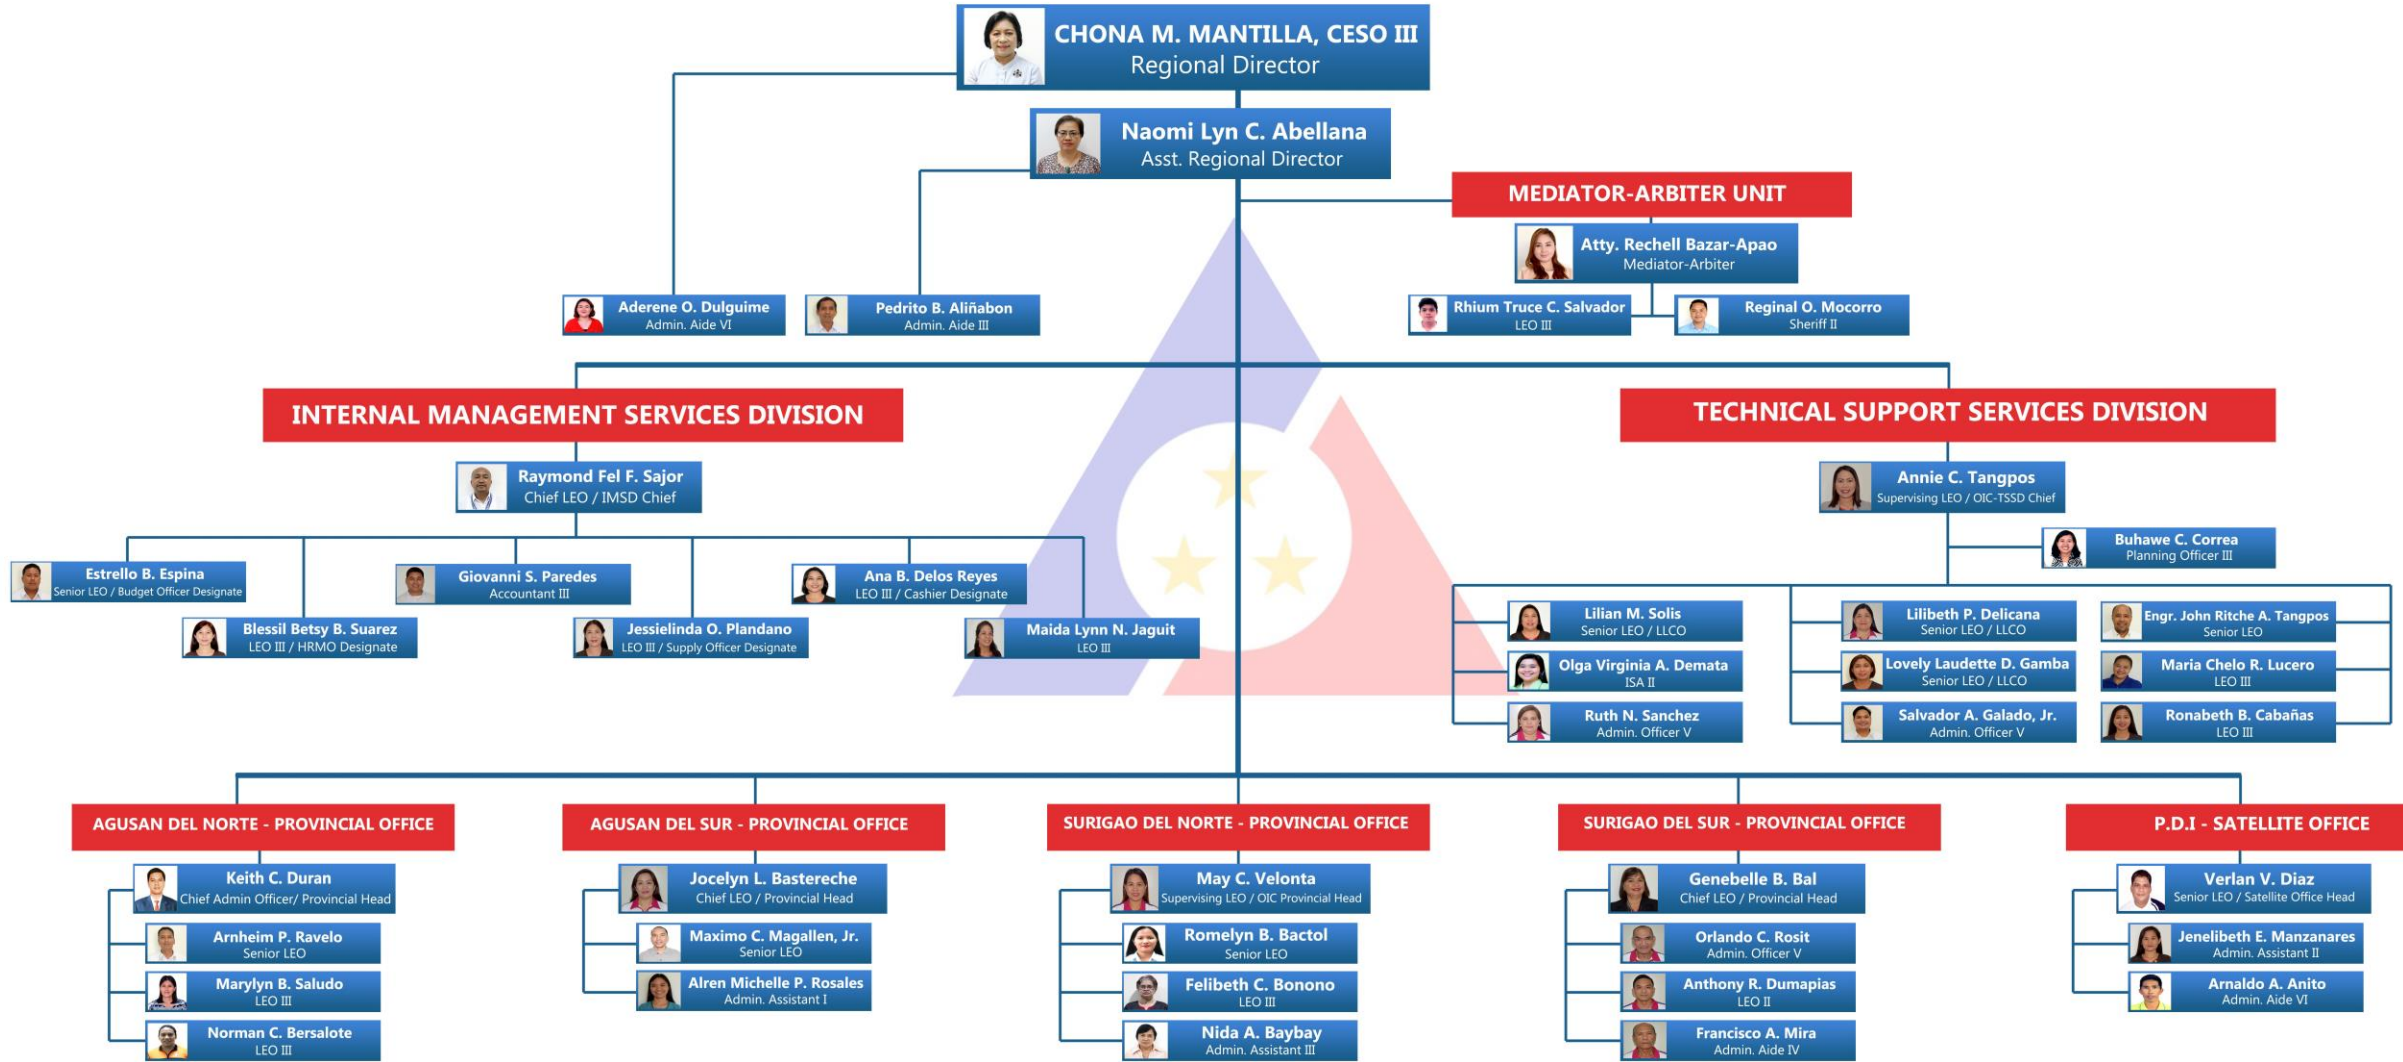 CHONA M. MANTILLA, CESO III
Regional Director
Naomi Lyn C. Abellana
Asst. Regional Director
MEDIATOR-ARBITER UNIT
Atty. Rechell Bazar-Apao
Mediator-Arbiter
Aderene O. Dulguime
Admin. Aide VI
Pedrito B. Aliñabon
Admin. Aide III
Rhium Truce C. Salvador
LEO III
Reginal O. Mocorro
Sheriff II
INTERNAL MANAGEMENT SERVICES DIVISION
Raymond Fel F. Sajor
Chief LEO / IMSD Chief
Estrello B. Espina
Senior LEO / Budget Officer Designate
Giovanni S. Paredes
Accountant III
Ana B. Delos Reyes
LEO III / Cashier Designate
Blessil Betsy B. Suarez
LEO III / HRMO Designate
Jessielinda O. Plandano
LEO III / Supply Officer Designate
Maida Lynn N. Jaguit
LEO III
TECHNICAL SUPPORT SERVICES DIVISION
Annie C. Tangpos
Supervising LEO / OIC-TSSD Chief
Buhawe C. Correa
Planning Officer III
Lilian M. Solis
Senior LEO / LLCO
Olga Virginia A. Demata
ISA II
Ruth N. Sanchez
Admin. Officer V
Lilibeth P. Delicana
Senior LEO / LLCO
Lovely Laudette D. Gamba
Senior LEO / LLCO
Salvador A. Galado, Jr.
Admin. Officer V
Engr. John Ritche A. Tangpos
Senior LEO
Maria Chelo R. Lucero
LEO III
Ronabeth B. Cabañas
LEO III
AGUSAN DEL NORTE - PROVINCIAL OFFICE
Keith C. Duran
Chief Admin Officer/ Provincial Head
Arnheim P. Ravelo
Senior LEO
Marylyn B. Saludo
LEO III
Norman C. Bersalote
LEO III
AGUSAN DEL SUR - PROVINCIAL OFFICE
Jocelyn L. Bastereche
Chief LEO / Provincial Head
Maximo C. Magallen, Jr.
Senior LEO
Alren Michelle P. Rosales
Admin. Assistant I
SURIGAO DEL NORTE - PROVINCIAL OFFICE
May C. Velonta
Supervising LEO / OIC Provincial Head
Romelyn B. Bactol
Senior LEO
Felibeth C. Bonono
LEO III
Nida A. Baybay
Admin. Assistant III
SURIGAO DEL SUR - PROVINCIAL OFFICE
Genebelle B. Bal
Chief LEO / Provincial Head
Orlando C. Rosit
Admin. Officer V
Anthony R. Dumapias
LEO II
Francisco A. Mira
Admin. Aide IV
P.D.I - SATELLITE OFFICE
Verlan V. Diaz
Senior LEO / Satellite Office Head
Jenelibeth E. Manzanares
Admin. Assistant II
Arnaldo A. Anito
Admin. Aide VI